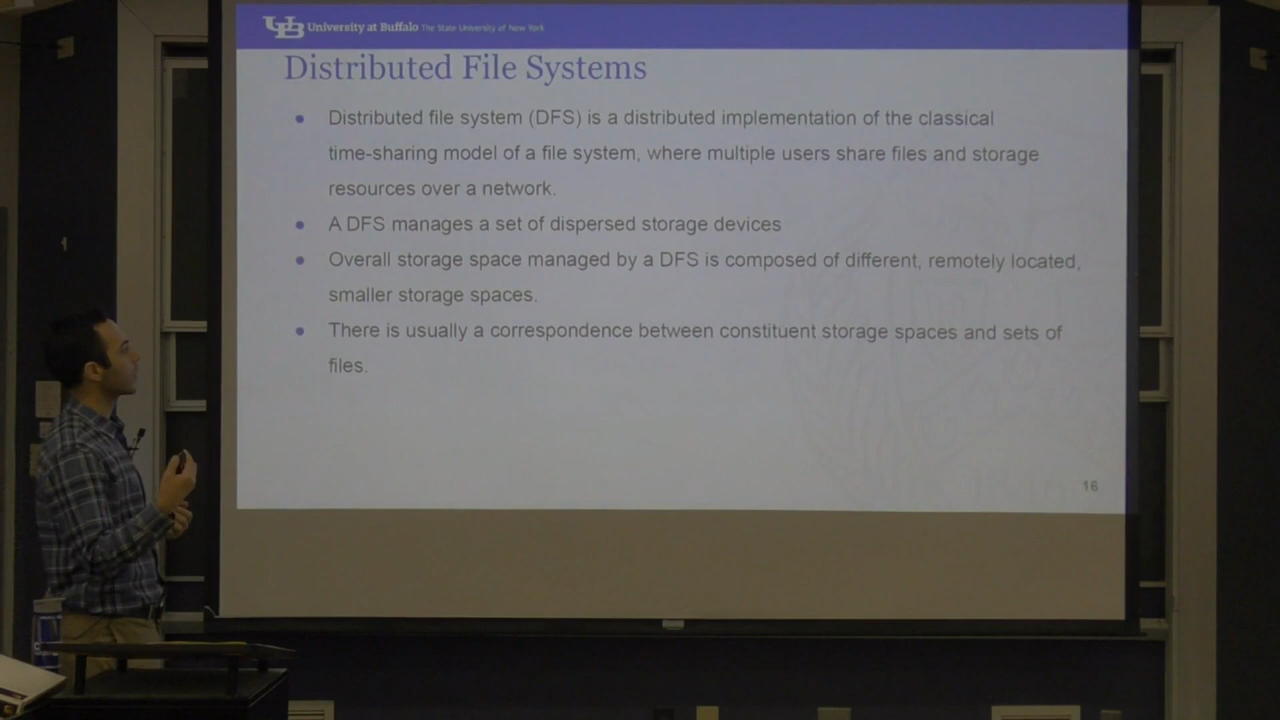 University at Buffalo The State University of New York
Distributed File Systems
Distributed file system (DFS) is a distributed implementation of the classical
time-sharing model of a file system, where multiple users share files and storage
resources over a network.
A DFS manages a set of dispersed storage devices
Overall storage space managed by a DFS is composed of different, remotely located,
smaller storage spaces.
There is usually a correspondence between constituent storage spaces and sets of
files.
16